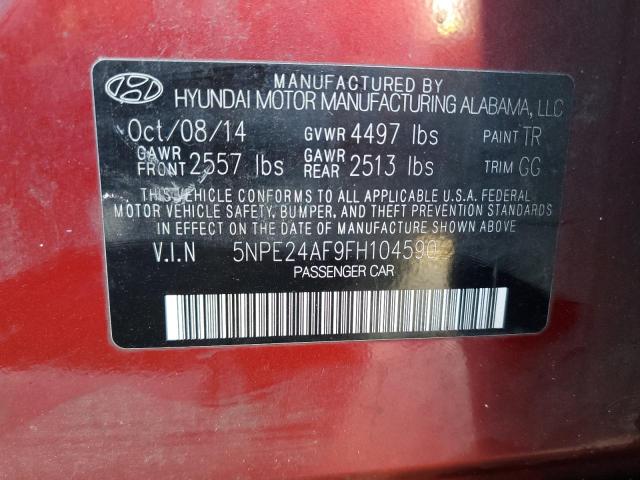 MANUFACTURED BY
HYUNDAI MOTOR MANUFACTURING ALABAMA, LLC
Oct/08/14 GVWR 4497 lbs PAINT TR
GAWR FRONT 2557 lbs GAWR REAR 2513 lbs TRIM GG
THIS VEHICLE CONFORMS TO ALL APPLICABLE U.S.A. FEDERAL
MOTOR VEHICLE SAFETY, BUMPER, AND THEFT PREVENTION STANDARDS
IN EFFECT ON THE DATE OF MANUFACTURE SHOWN ABOVE
V.I.N 5NPE24AF9FH104590
PASSENGER CAR